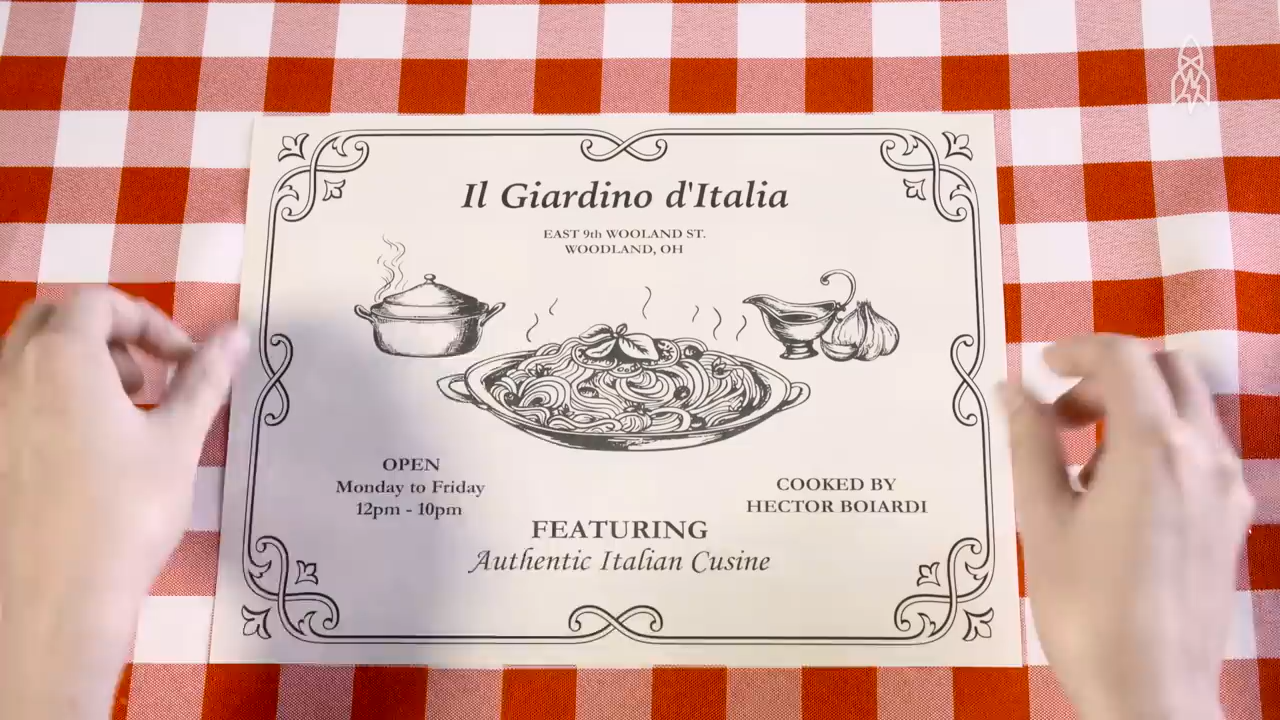 Il Giardino d'Italia
EAST 9th WOOLAND ST.
WOODLAND, OH
OPEN
Monday to Friday
12pm - 10pm
COOKED BY
HECTOR BOIARDI
FEATURING
Authentic Italian Cusine